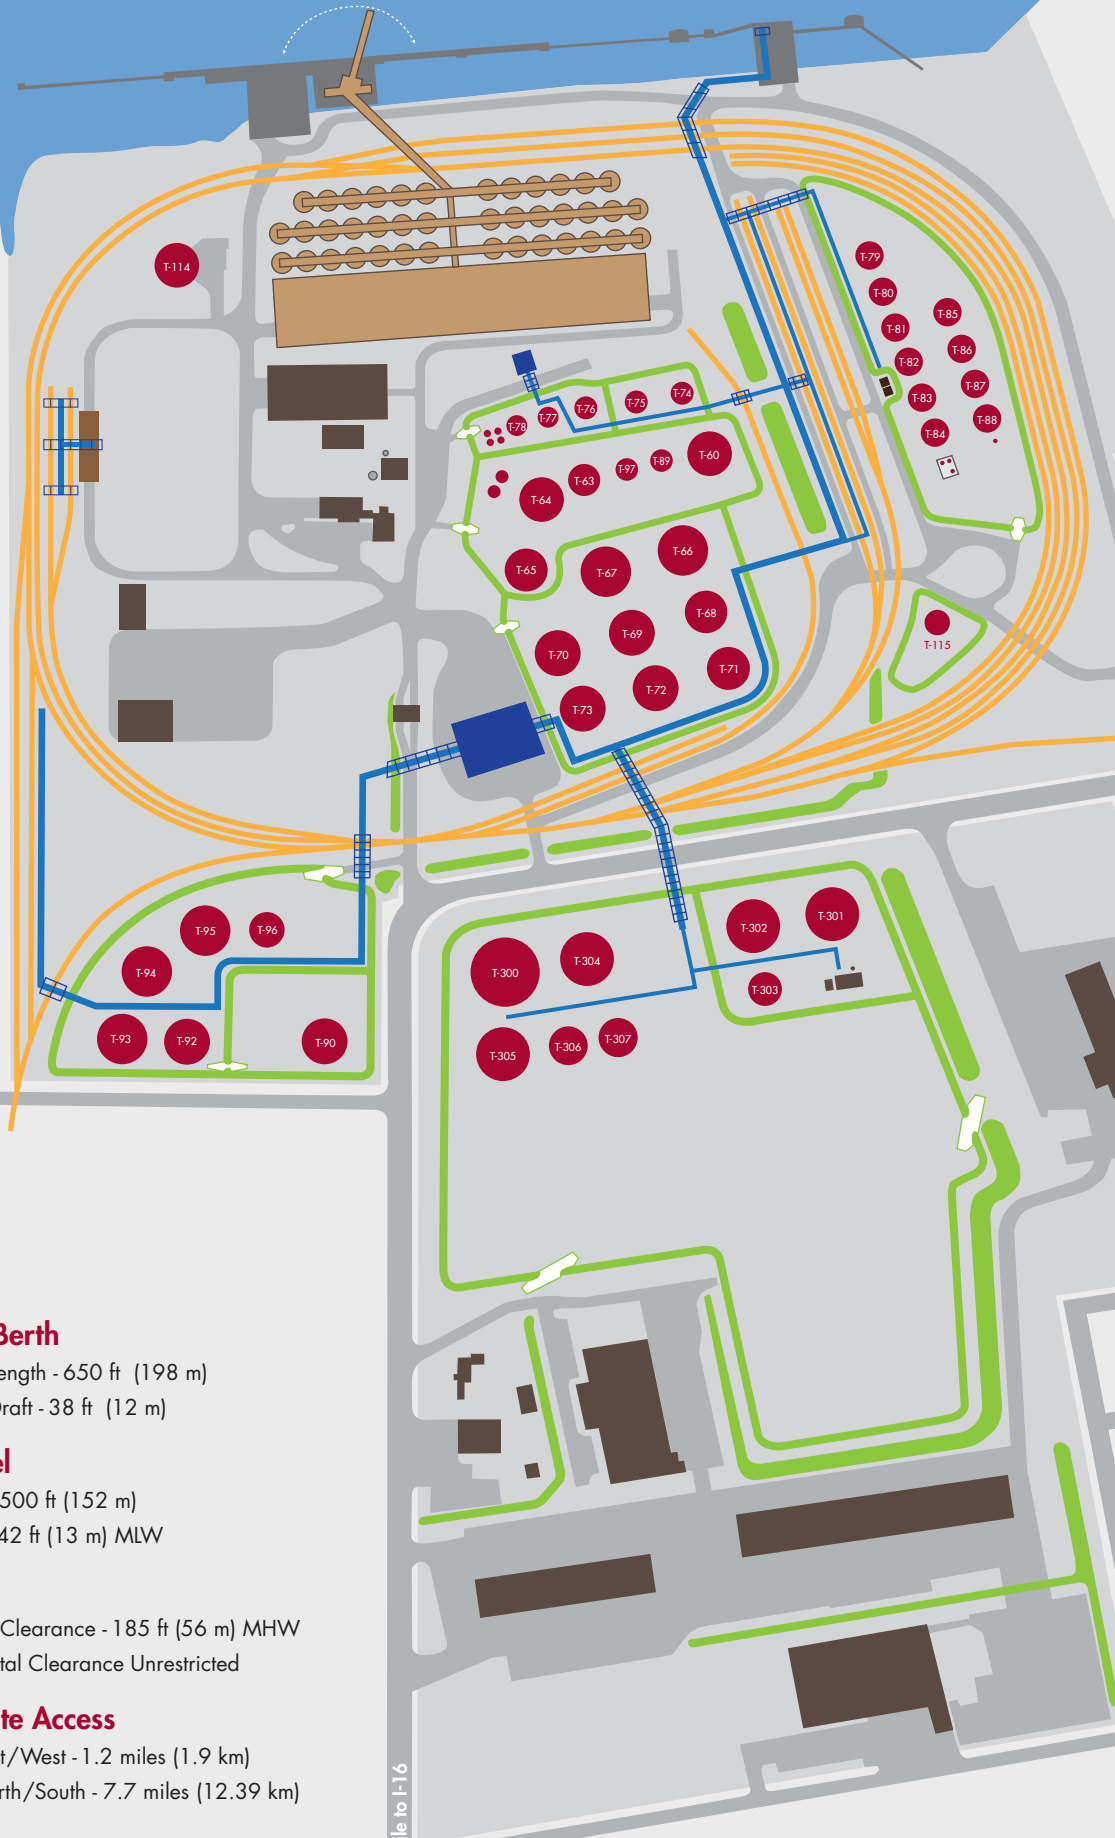 T-114
T-79
T-80
T-85
T-81
T-86
T-82
T-87
T-83
T-88
T-84
T-74
T-75
T-76
T-77
T-78
T-60
T-89
T-97
T-63
T-64
T-66
T-65
T-67
T-68
T-69
T-70
T-71
T-72
T-73
T-115
T-301
T-302
T-95
T-96
T-304
T-94
T-300
T-303
T-93
T-92
T-90
T-307
T-306
T-305
Berth
ength - 650 ft (198 m)
Draft - 38 ft (12 m)
el
500 ft (152 m)
42 ft (13 m) MLW
Clearance - 185 ft (56 m) MHW
tal Clearance Unrestricted
te Access
t/West - 1.2 miles (1.9 km)
rth/South - 7.7 miles (12.39 km)
ile to I-16